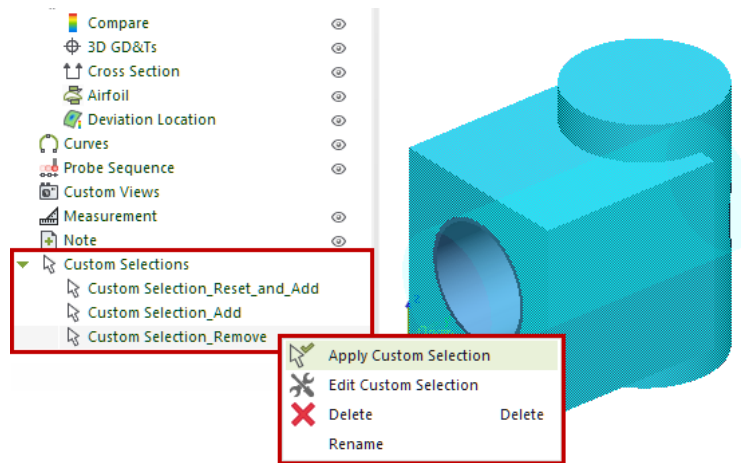 Compare
3D GD&Ts
Cross Section
Airfoil
Deviation Location
Curves
Probe Sequence
Custom Views
Measurement
Note
Custom Selections
Custom Selection_Reset_and_Add
Custom Selection_Add
Custom Selection_Remove
Apply Custom Selection
Edit Custom Selection
Delete Delete
Rename